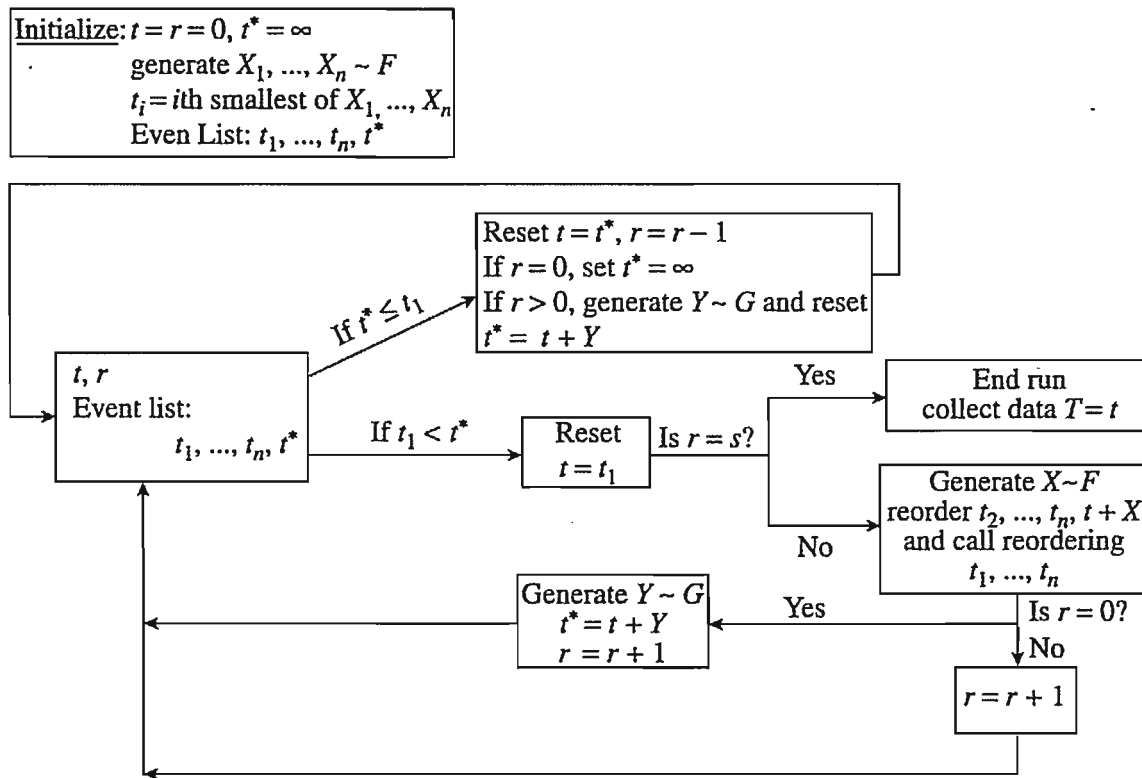 Initialize: t = r = 0, t* = ∞
generate X₁, ..., Xₙ ~ F
tᵢ = ith smallest of X₁, ..., Xₙ
Even List: t₁, ..., tₙ, t*
Reset t = t*, r = r − 1
If r = 0, set t* = ∞
If r > 0, generate Y ~ G and reset
t* = t + Y
If t* ≤ t₁
t, r
Event list:
t₁, ..., tₙ, t*
If t₁ < t*
Reset
t = t₁
Is r = s?
Yes
End run
collect data T = t
No
Generate X ~ F
reorder t₂, ..., tₙ, t + X
and call reordering
t₁, ..., tₙ
Is r = 0?
Yes
Generate Y ~ G
t* = t + Y
r = r + 1
No
r = r + 1